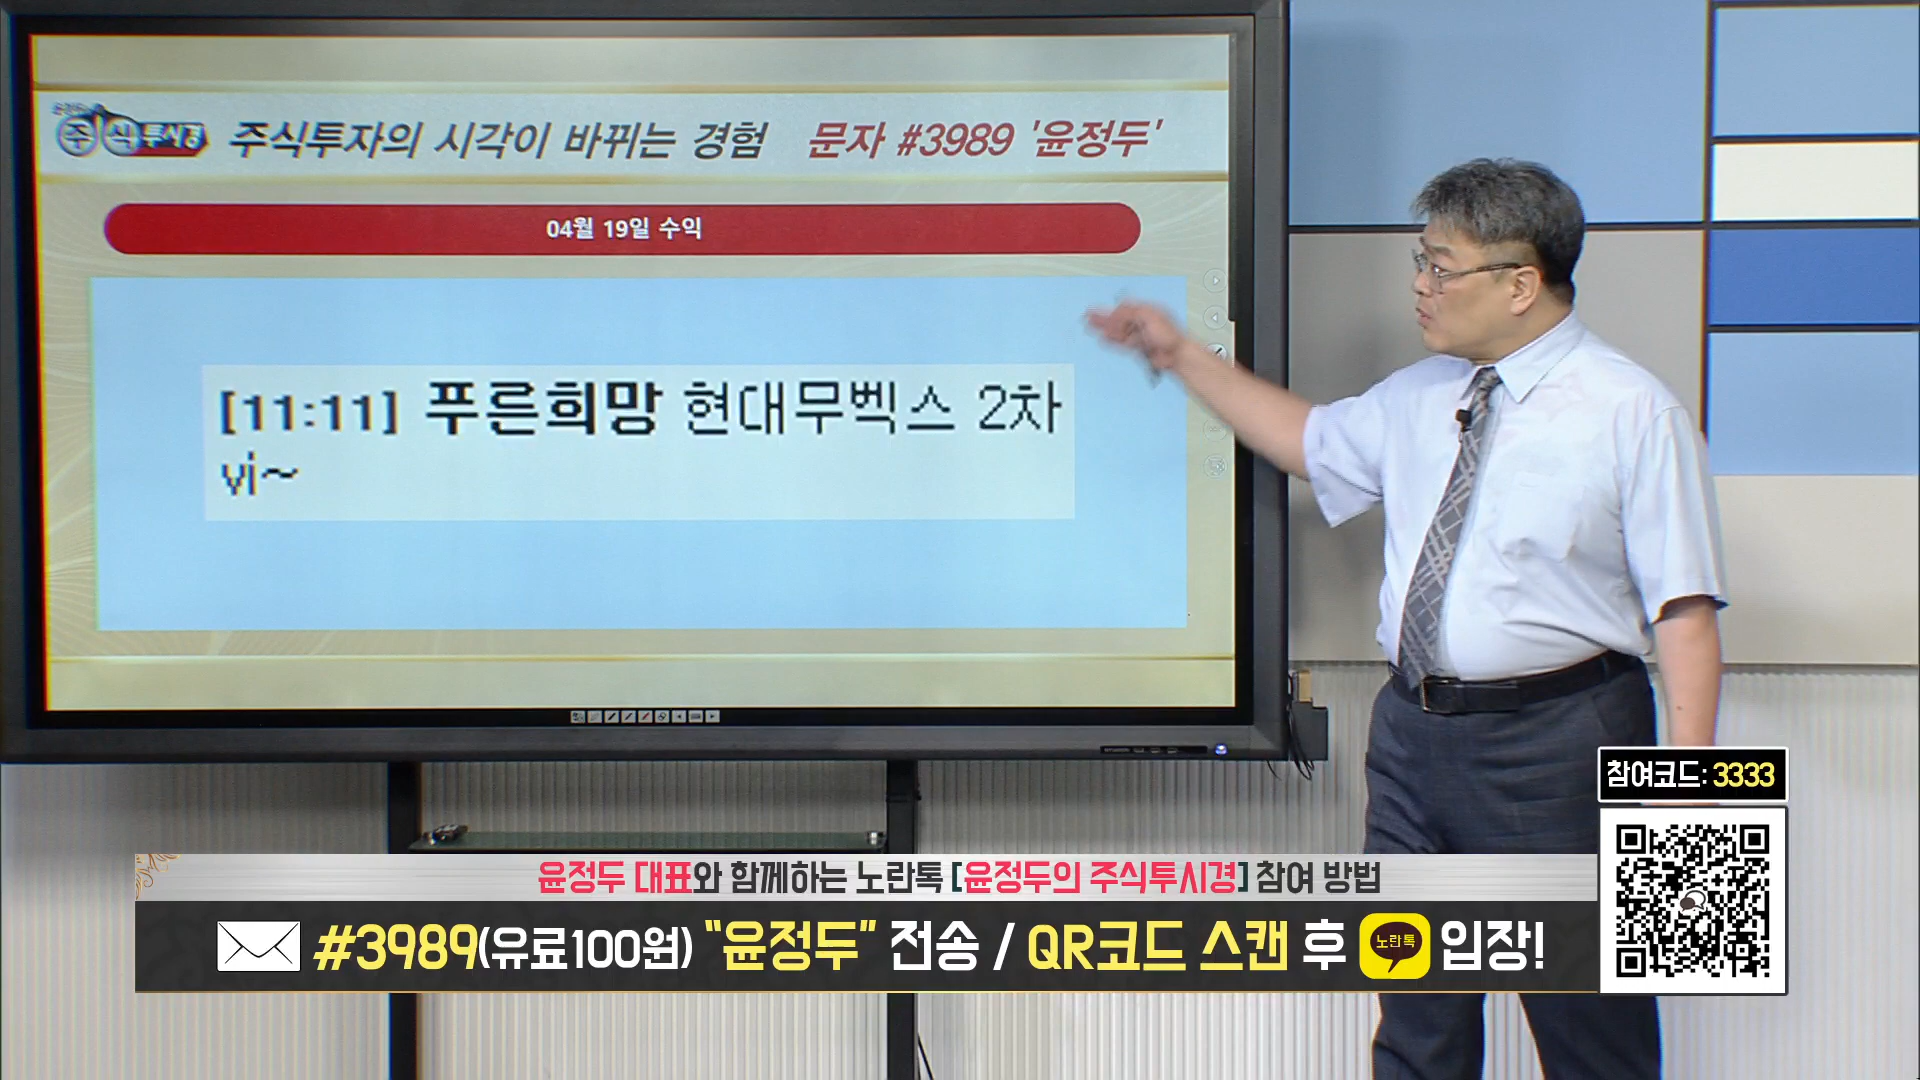 주식투시경
주식투자의 시각이 바뀌는 경험 문자 #3989 '윤정두'
04월 19일 수익
[11:11] 푸른희망 현대무벡스 2차
vi~
참여코드: 3333
윤정두 대표와 함께하는 노란톡 [윤정두의 주식투시경] 참여 방법
#3989(유료100원) "윤정두" 전송 / QR코드 스캔 후 노란톡 입장!